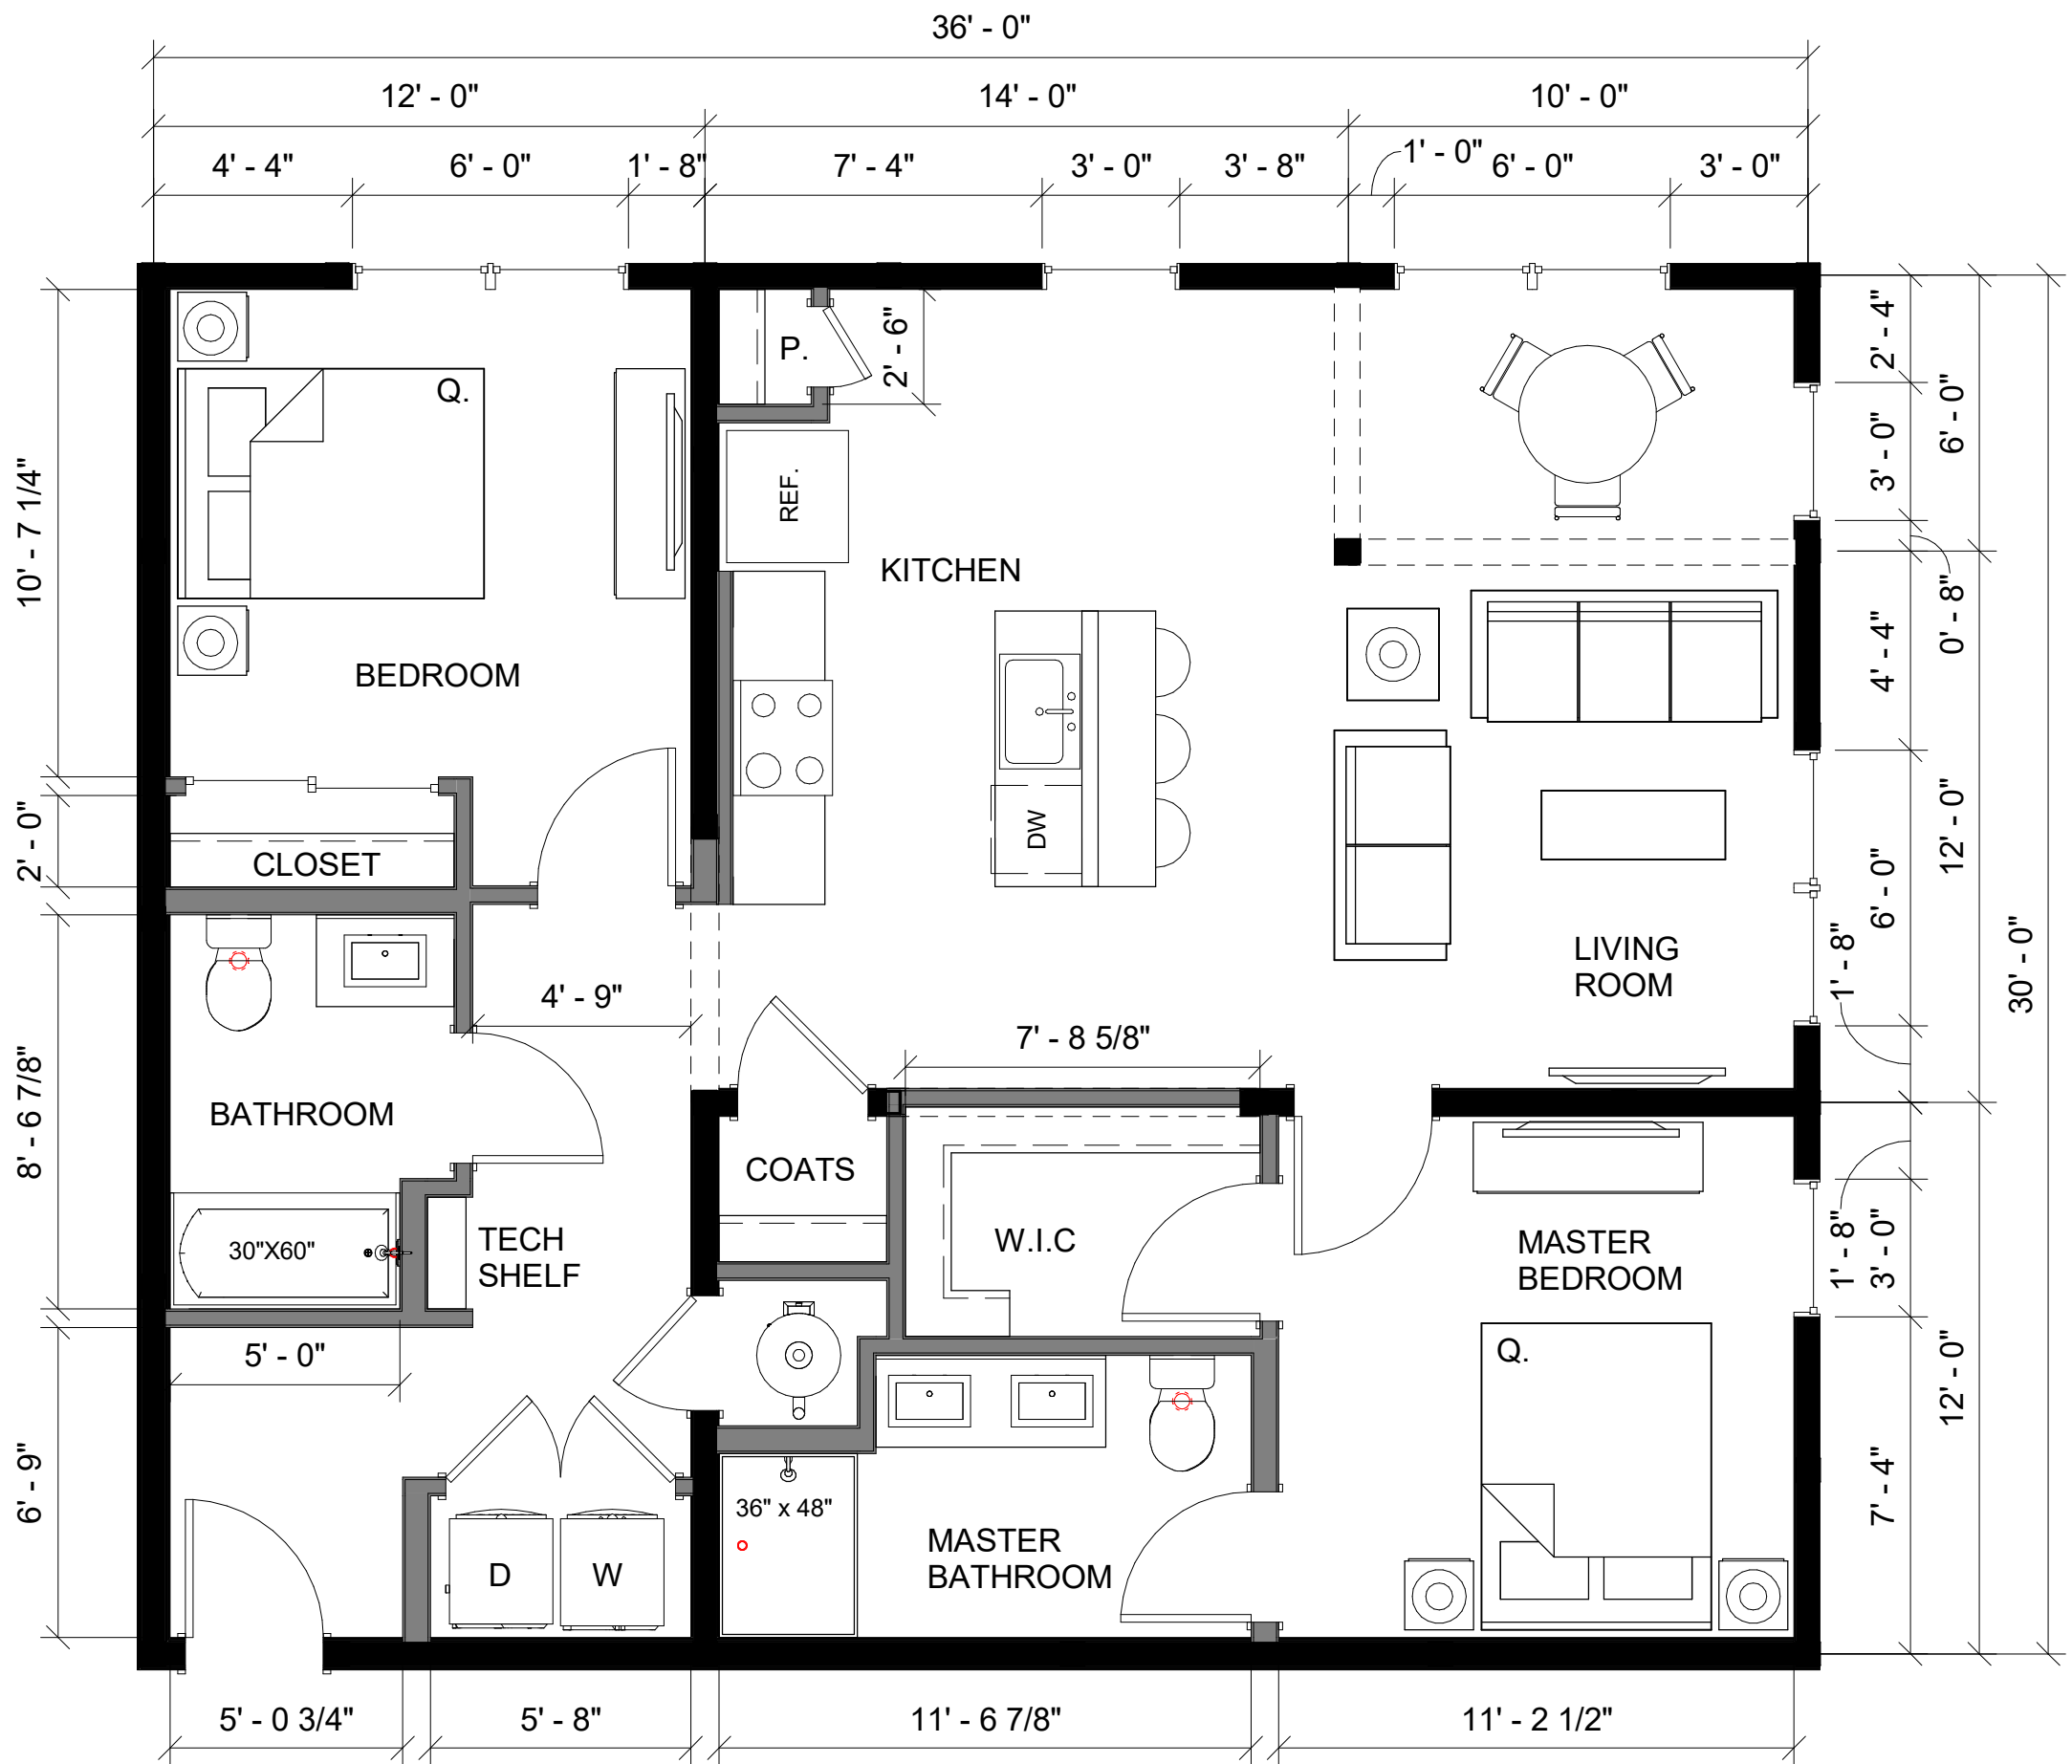 36' - 0"
12' - 0"
14' - 0"
10' - 0"
4' - 4"
6' - 0"
1' - 8"
7' - 4"
3' - 0"
3' - 8"
1' - 0"
6' - 0"
3' - 0"
10' - 7 1/4"
2' - 0"
8' - 6 7/8"
6' - 9"
Q.
BEDROOM
CLOSET
P.
2' - 6"
REF.
KITCHEN
DW
LIVING
ROOM
4' - 9"
7' - 8 5/8"
BATHROOM
30"X60"
TECH
SHELF
5' - 0"
COATS
W.I.C
MASTER
BEDROOM
Q.
36" x 48"
MASTER
BATHROOM
D
W
2' - 4"
3' - 0"
0' - 8"
4' - 4"
6' - 0"
1' - 8"
1' - 8"
3' - 0"
7' - 4"
6' - 0"
12' - 0"
12' - 0"
30' - 0"
5' - 0 3/4"
5' - 8"
11' - 6 7/8"
11' - 2 1/2"